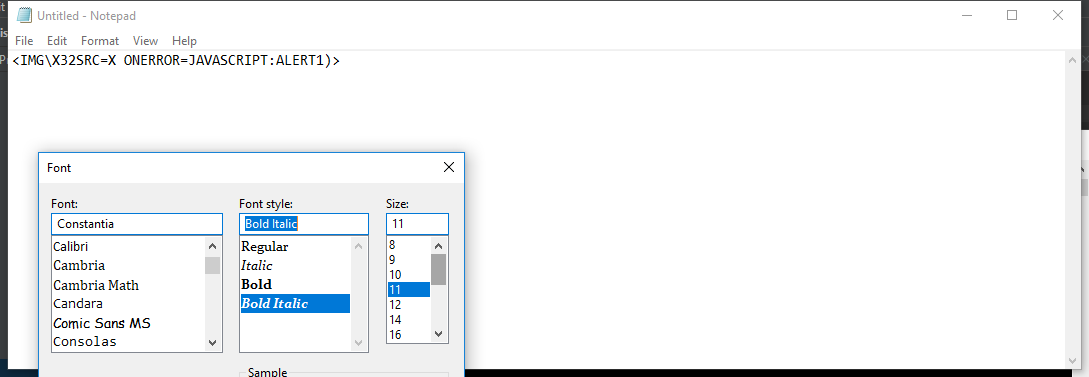 Untitled - Notepad
File Edit Format View Help
<IMG\X32SRC=X ONERROR=JAVASCRIPT:ALERT1)>
Font
Font: Font style: Size:
Constantia Bold Italic 11
Calibri Regular 8
Cambria Italic 9
Cambria Math Bold 10
Candara Bold Italic 11
Comic Sans MS 12
Consolas 14
16
Sample